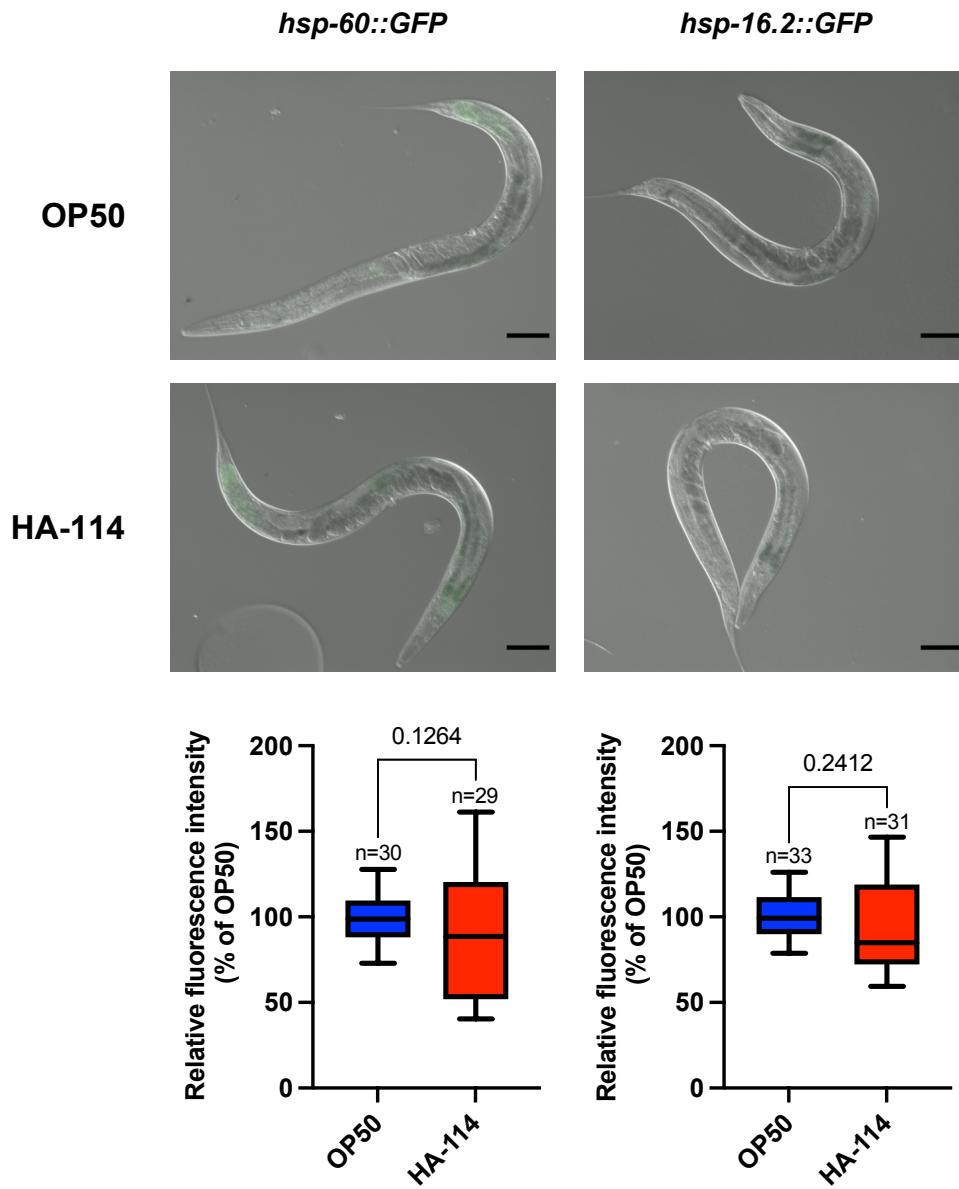 hsp-60::GFP
hsp-16.2::GFP
OP50
HA-114
Relative fluorescence intensity
(% of OP50)
200
150
100
50
0
0.1264
n=30
n=29
OP50
HA-114
Relative fluorescence intensity
(% of OP50)
200
150
100
50
0
0.2412
n=33
n=31
OP50
HA-114